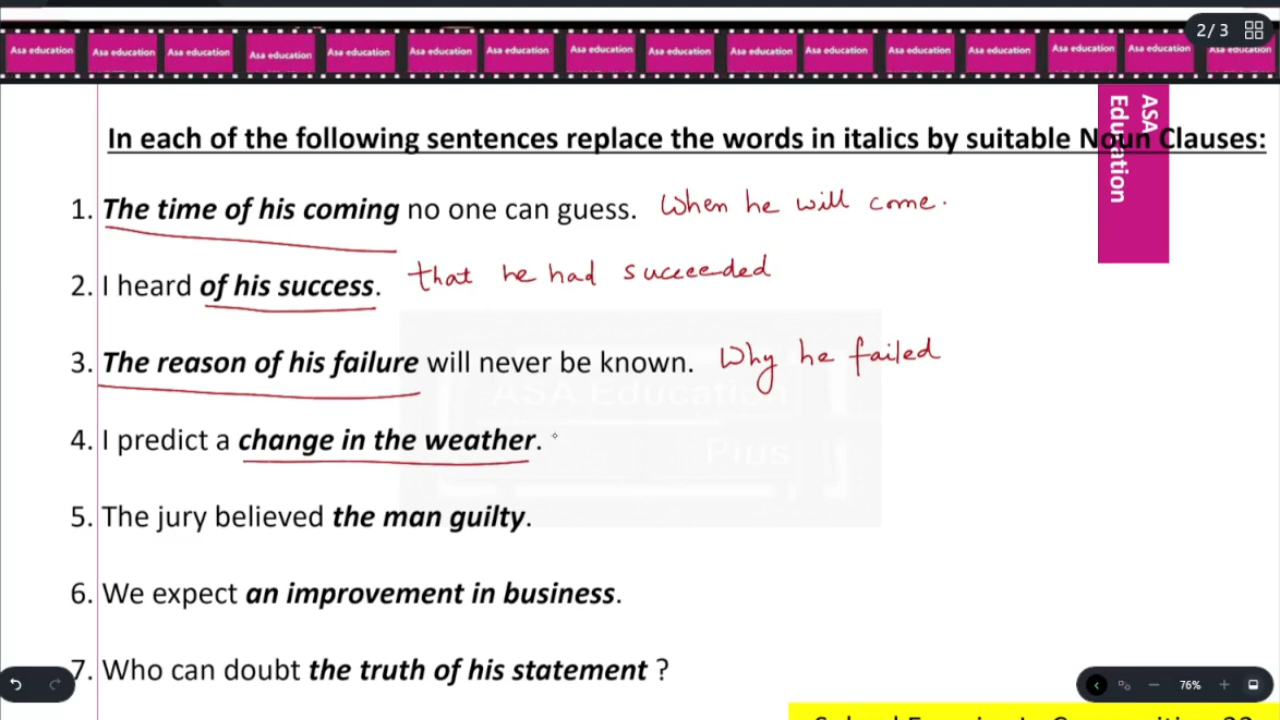 Asa education Asa education Asa education Asa education Asa education Asa education Asa education Asa education Asa education Asa education Asa education Asa education Asa education Asa education Asa education Asa education
2/3
ASA
Education
In each of the following sentences replace the words in italics by suitable Noun Clauses:
1. The time of his coming no one can guess. When he will come.
2. I heard of his success. that he had succeeded
3. The reason of his failure will never be known. Why he failed
ASA Education
4. I predict a change in the weather.
Plus
5. The jury believed the man guilty.
6. We expect an improvement in business.
7. Who can doubt the truth of his statement ?
76%